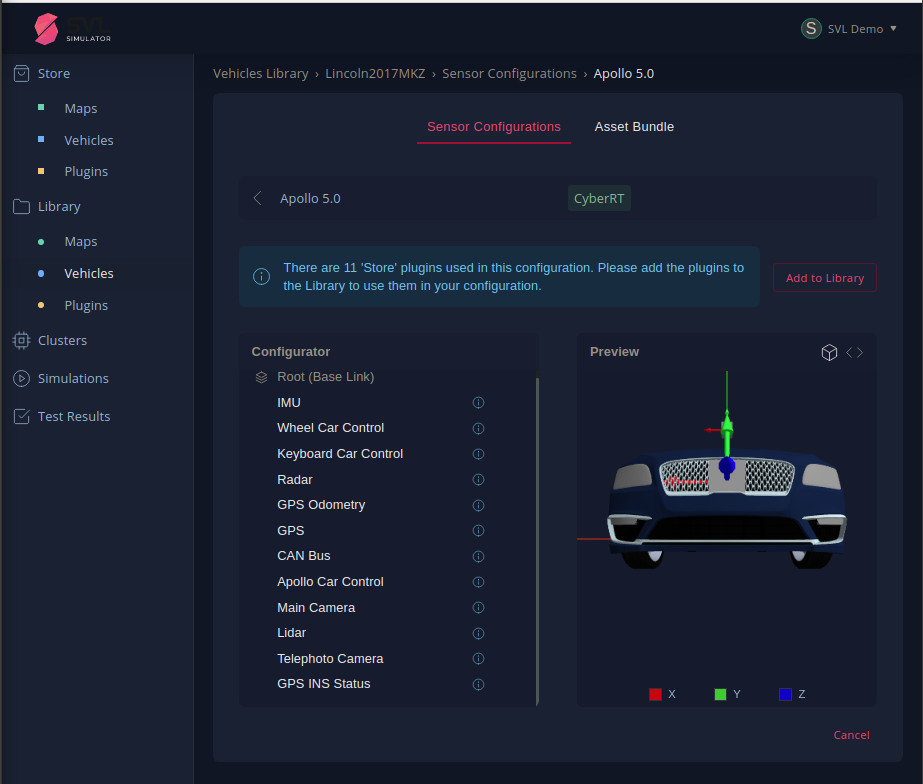 SVL
SIMULATOR
S SVL Demo
Store
Maps
Vehicles
Plugins
Library
Maps
Vehicles
Plugins
Clusters
Simulations
Test Results
Vehicles Library › Lincoln2017MKZ › Sensor Configurations › Apollo 5.0
Sensor Configurations Asset Bundle
Apollo 5.0 CyberRT
There are 11 'Store' plugins used in this configuration. Please add the plugins to
the Library to use them in your configuration.
Add to Library
Configurator
Root (Base Link)
IMU
Wheel Car Control
Keyboard Car Control
Radar
GPS Odometry
GPS
CAN Bus
Apollo Car Control
Main Camera
Lidar
Telephoto Camera
GPS INS Status
Preview
X Y Z
Cancel